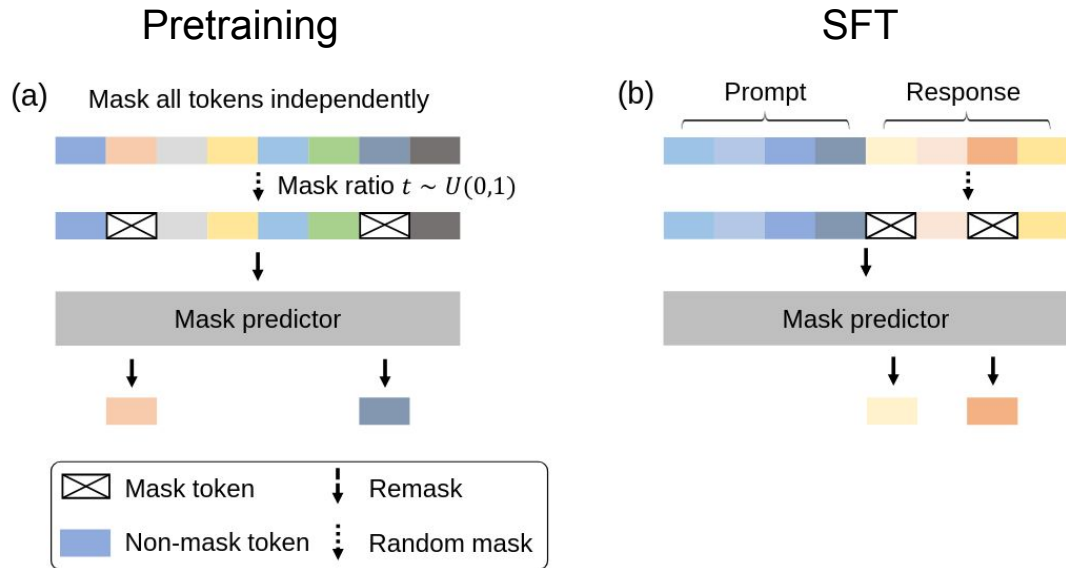 Pretraining
SFT
(a)
Mask all tokens independently
Mask ratio t ~ U(0,1)
Mask predictor
(b)
Prompt
Response
Mask predictor
Mask token
Remask
Non-mask token
Random mask